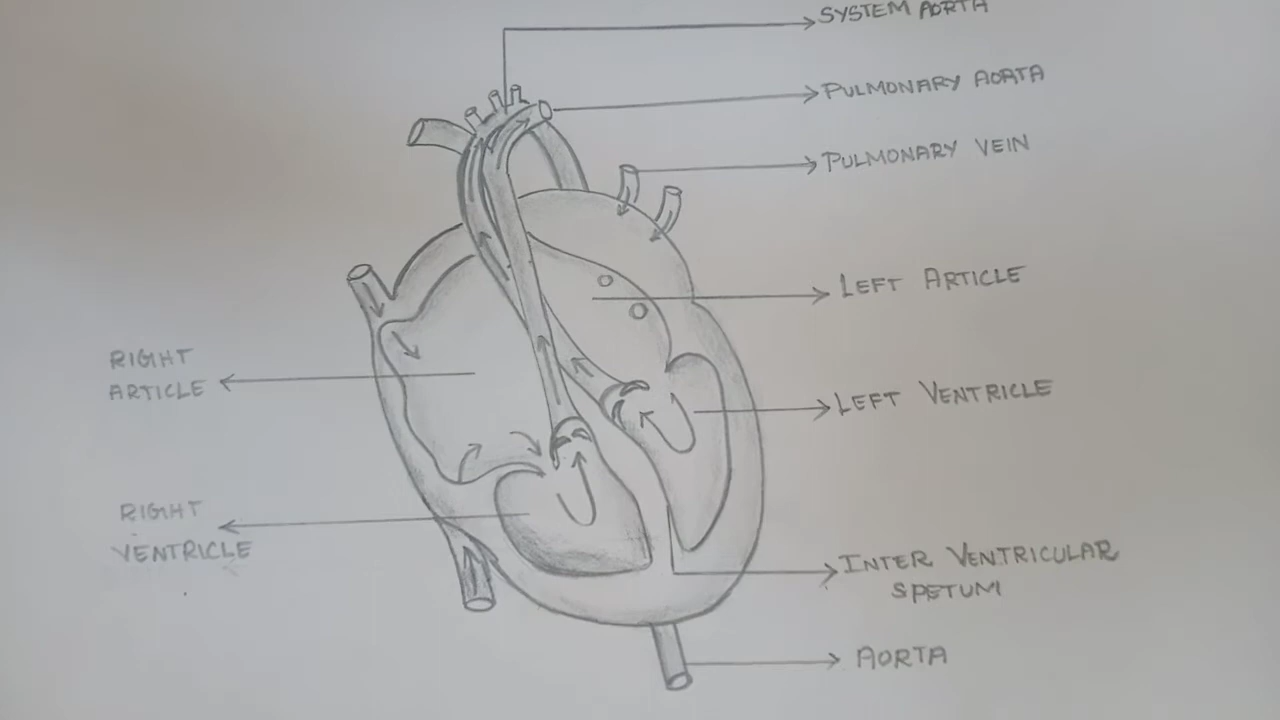 SYSTEM AORTA
PULMONARY AORTA
PULMONARY VEIN
LEFT ARTICLE
RIGHT
ARTICLE
LEFT VENTRICLE
RIGHT
VENTRICLE
INTER VENTRICULAR
SPETUM
AORTA